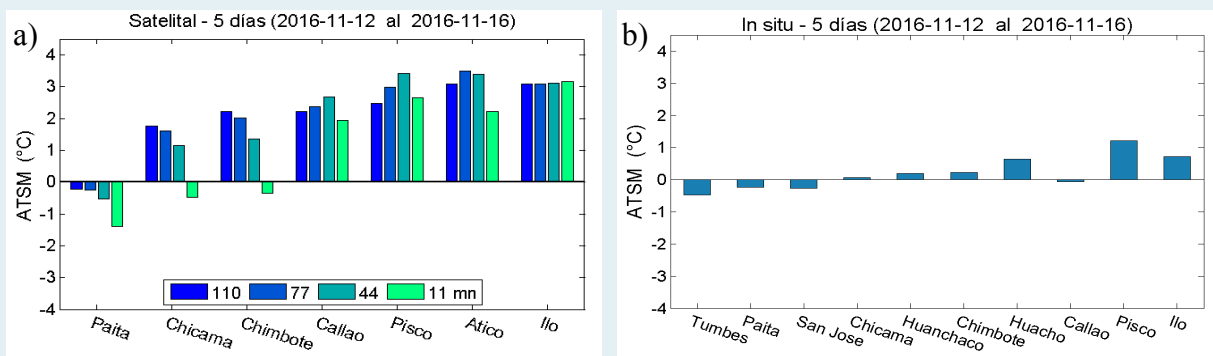 a)
Satelital - 5 días (2016-11-12 al 2016-11-16)
ATSM (°C)
4
3
2
1
0
-1
-2
-3
-4
110 77 44 11 mn
Paita Chicama Chimbote Callao Pisco Atico Ilo
b)
In situ - 5 días (2016-11-12 al 2016-11-16)
ATSM (°C)
4
3
2
1
0
-1
-2
-3
-4
Tumbes Paita San Jose Chicama Huanchaco Chimbote Huacho Callao Pisco Ilo